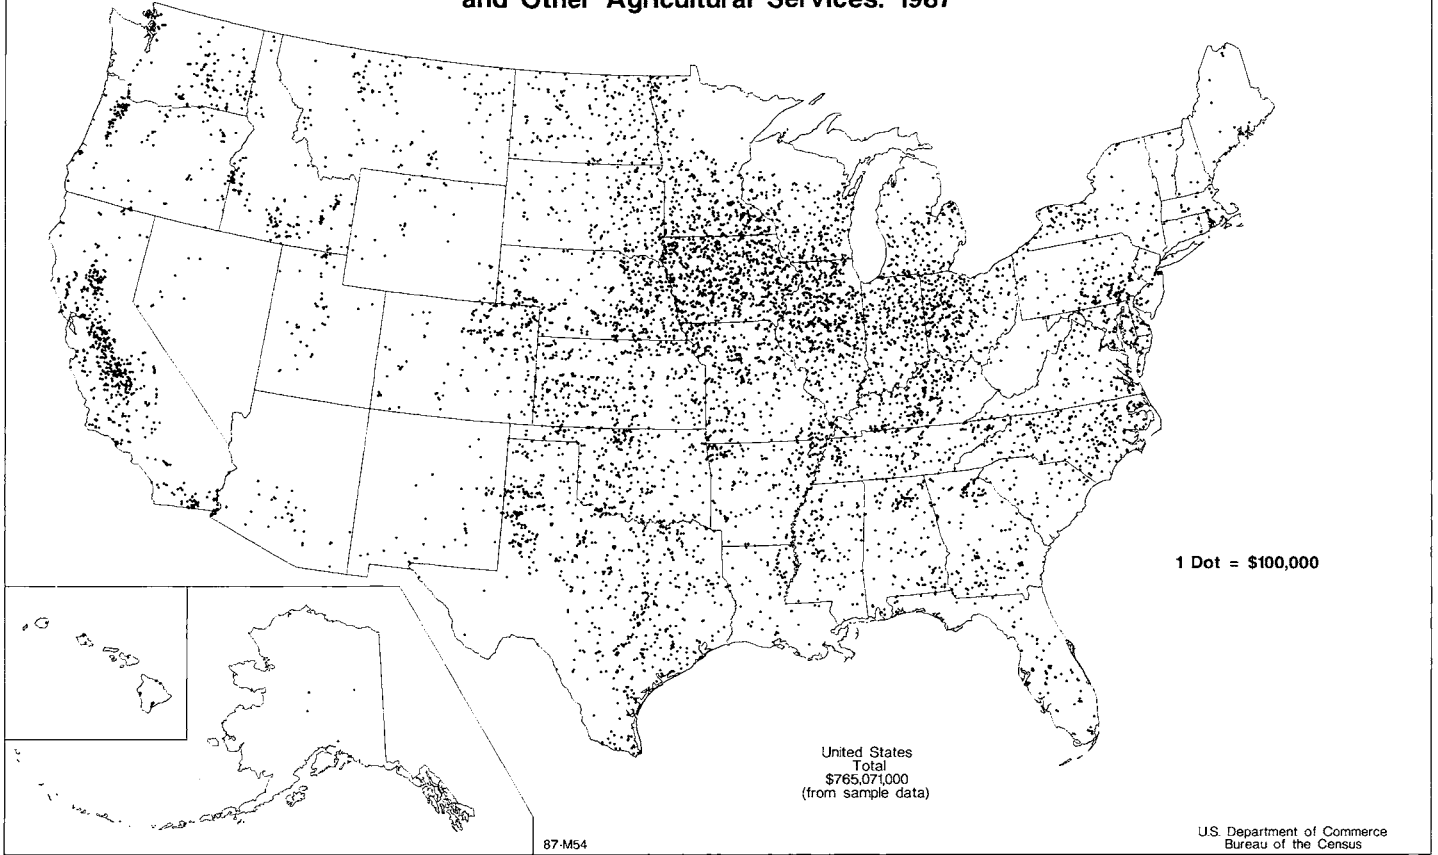 and Other Agricultural Services: 1987
1 Dot = $100,000
United States
Total
$765,071,000
(from sample data)
87-M54
U.S. Department of Commerce
Bureau of the Census